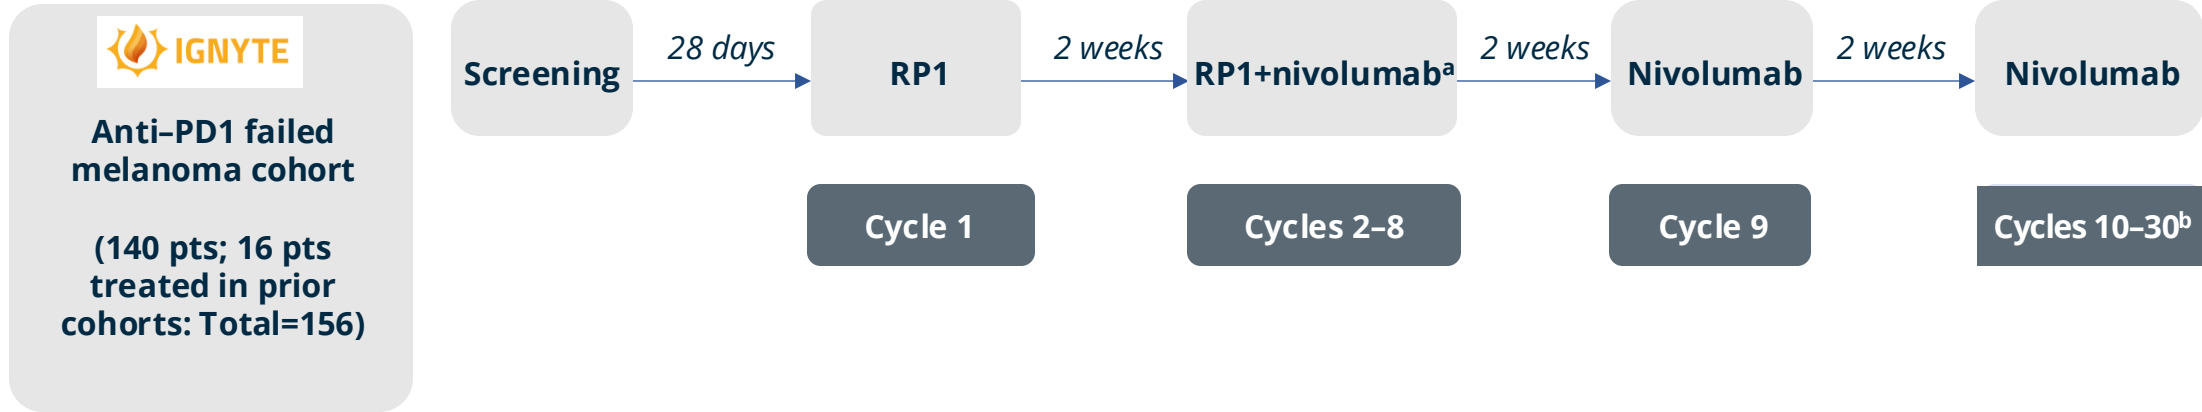 IGNYTE
Anti–PD1 failed
melanoma cohort
(140 pts; 16 pts
treated in prior
cohorts: Total=156)
Screening
28 days
RP1
2 weeks
RP1+nivolumabᵃ
2 weeks
Nivolumab
2 weeks
Nivolumab
Cycle 1
Cycles 2–8
Cycle 9
Cycles 10–30ᵇ